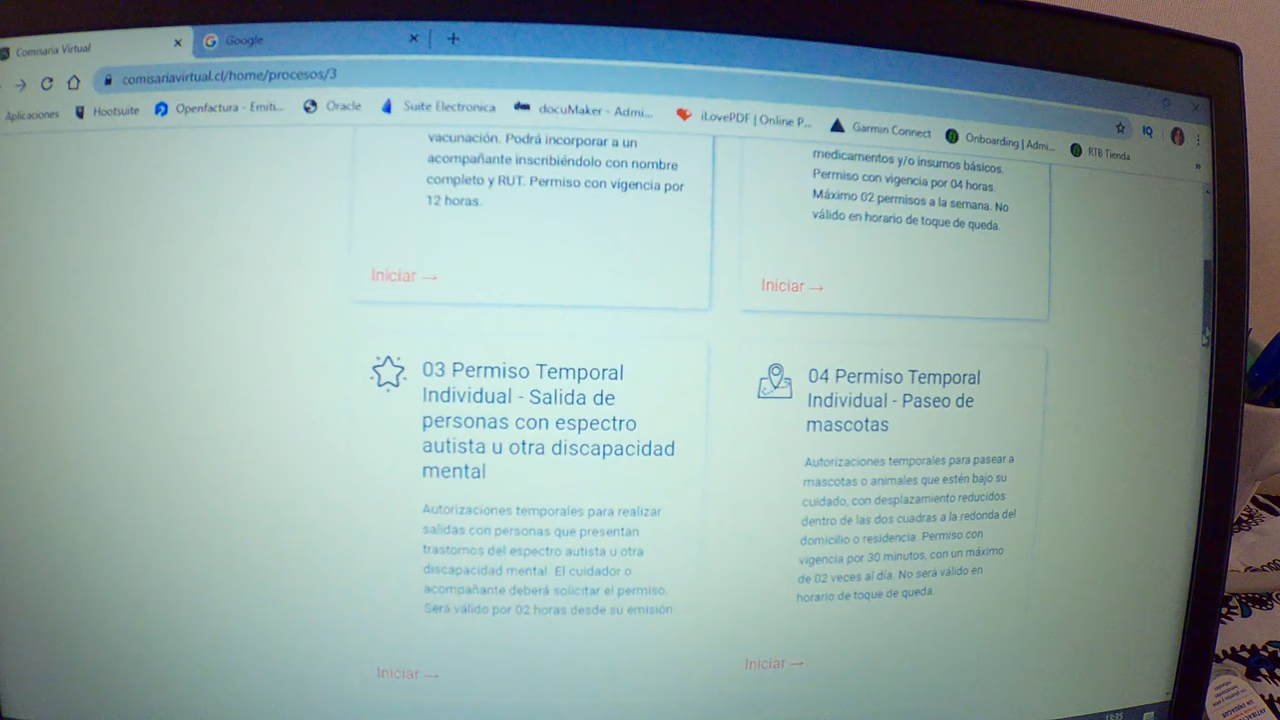 Comisaria Virtual
Google
comisariavirtual.cl/home/procesos/3
Aplicaciones
Hootsuite
Openfactura - Emiti...
Oracle
Suite Electronica
docuMaker - Admi...
iLovePDF | Online P...
Garmin Connect
Onboarding | Admi...
RTB Tienda
»
IQ
vacunación. Podrá incorporar a un
acompañante inscribiéndolo con nombre
completo y RUT. Permiso con vigencia por
12 horas.
Iniciar →
medicamentos y/o insumos básicos.
Permiso con vigencia por 04 horas.
Máximo 02 permisos a la semana. No
válido en horario de toque de queda.
Iniciar →
03 Permiso Temporal
Individual - Salida de
personas con espectro
autista u otra discapacidad
mental
Autorizaciones temporales para realizar
salidas con personas que presentan
trastornos del espectro autista u otra
discapacidad mental. El cuidador o
acompañante deberá solicitar el permiso.
Será válido por 02 horas desde su emisión
Iniciar →
04 Permiso Temporal
Individual - Paseo de
mascotas
Autorizaciones temporales para pasear a
mascotas o animales que estén bajo su
cuidado, con desplazamiento reducidos
dentro de las dos cuadras a la redonda del
domicilio o residencia. Permiso con
vigencia por 30 minutos, con un máximo
de 02 veces al día. No será válido en
horario de toque de queda.
Iniciar →